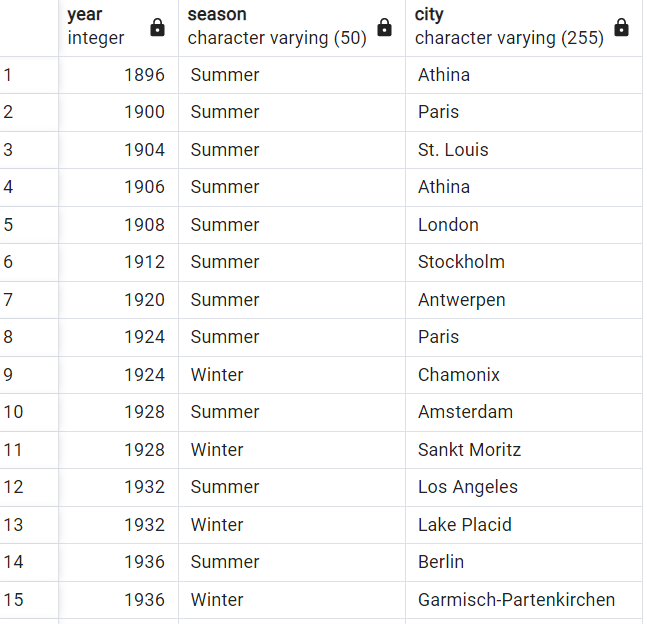 year season city
integer character varying (50) character varying (255)
1 1896 Summer Athina
2 1900 Summer Paris
3 1904 Summer St. Louis
4 1906 Summer Athina
5 1908 Summer London
6 1912 Summer Stockholm
7 1920 Summer Antwerpen
8 1924 Summer Paris
9 1924 Winter Chamonix
10 1928 Summer Amsterdam
11 1928 Winter Sankt Moritz
12 1932 Summer Los Angeles
13 1932 Winter Lake Placid
14 1936 Summer Berlin
15 1936 Winter Garmisch-Partenkirchen